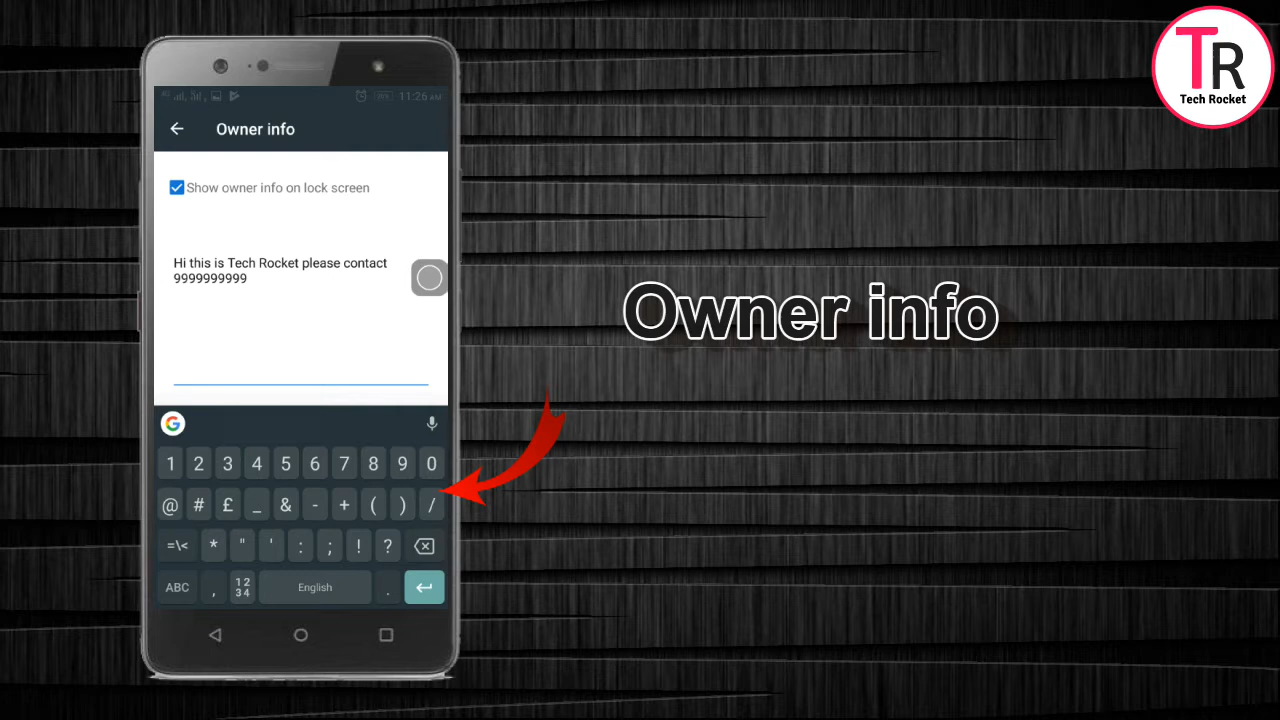 TR
Tech Rocket
11:26 AM
Owner info
Show owner info on lock screen
Hi this is Tech Rocket please contact
9999999999
Owner info
G
1 2 3 4 5 6 7 8 9 0
@ # £ _ & - + ( ) /
=\< * " ' : ; ! ?
ABC , 12 34 English .